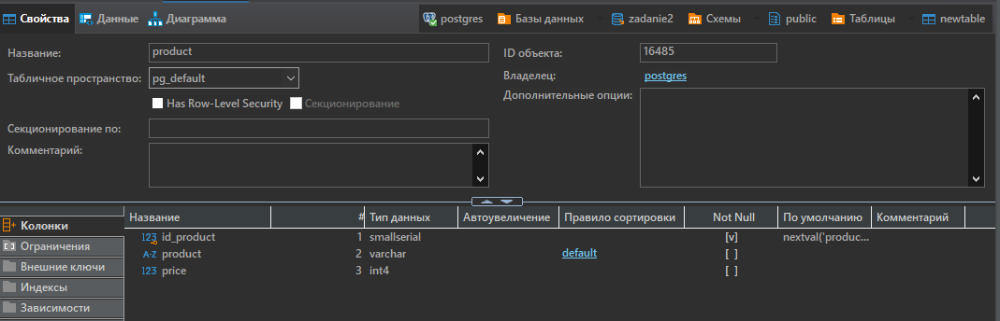 Свойства Данные Диаграмма postgres Базы данных zadanie2 Схемы public Таблицы newtable
Название: product ID объекта: 16485
Табличное пространство: pg_default Владелец: postgres
Has Row-Level Security Секционирование Дополнительные опции:
Секционирование по:
Комментарий:
Колонки
Ограничения
Внешние ключи
Индексы
Зависимости
Название # Тип данных Автоувеличение Правило сортировки Not Null По умолчанию Комментарий
123 id_product 1 smallserial [v] nextval('produc...
A-Z product 2 varchar default [ ]
123 price 3 int4 [ ]